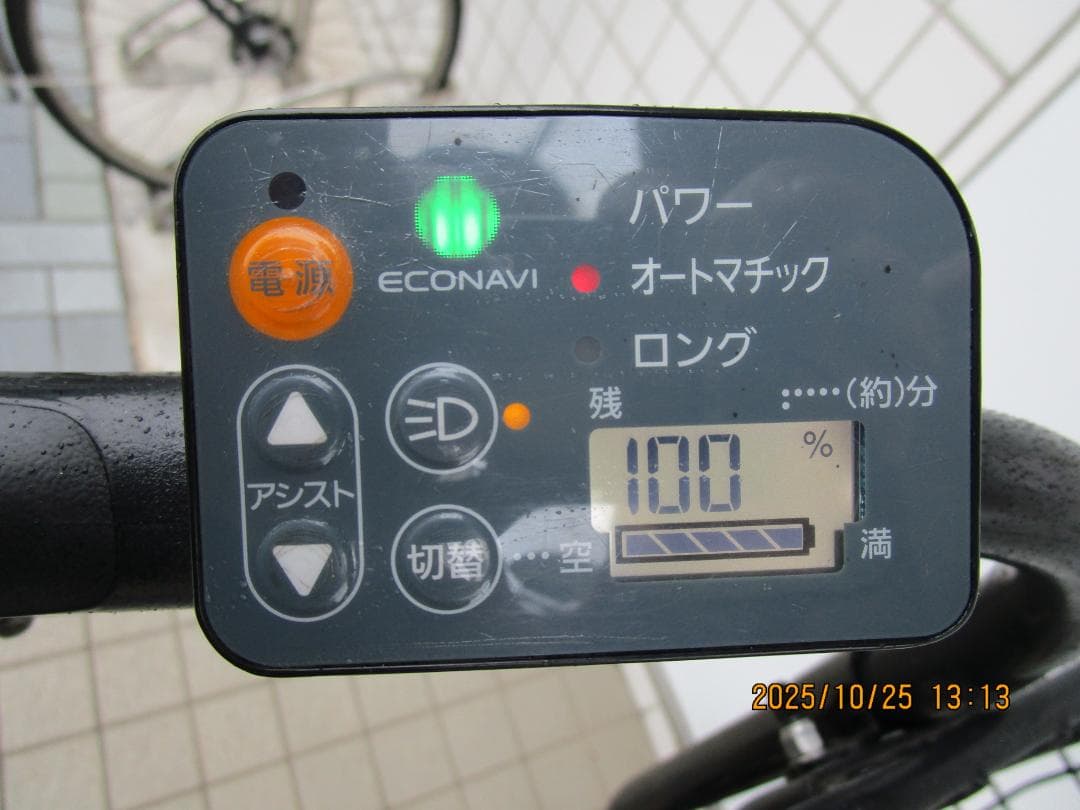 電源
ECONAVI
パワー
オートマチック
ロング
残
(約)分
100%
アシスト
切替
空
満
2025/10/25 13:13